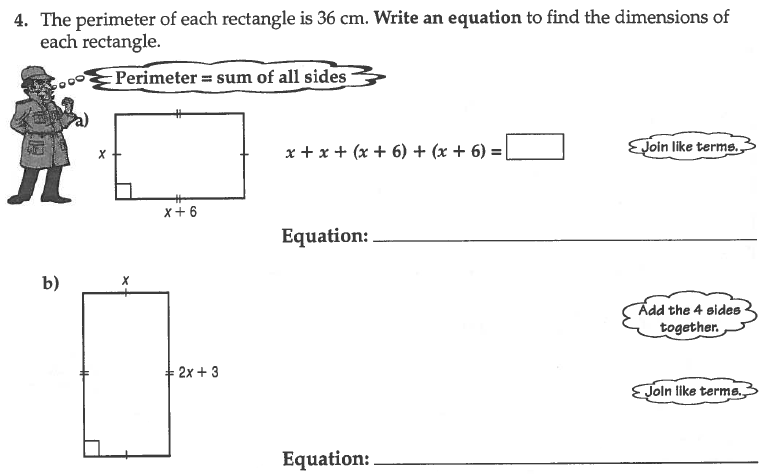 4. The perimeter of each rectangle is 36 cm. Write an equation to find the dimensions of
each rectangle.
Perimeter = sum of all sides
a)
x
x + x + (x + 6) + (x + 6) =
Join like terms.
x + 6
Equation:
b)
x
Add the 4 sides
together.
2x + 3
Join like terms.
Equation: